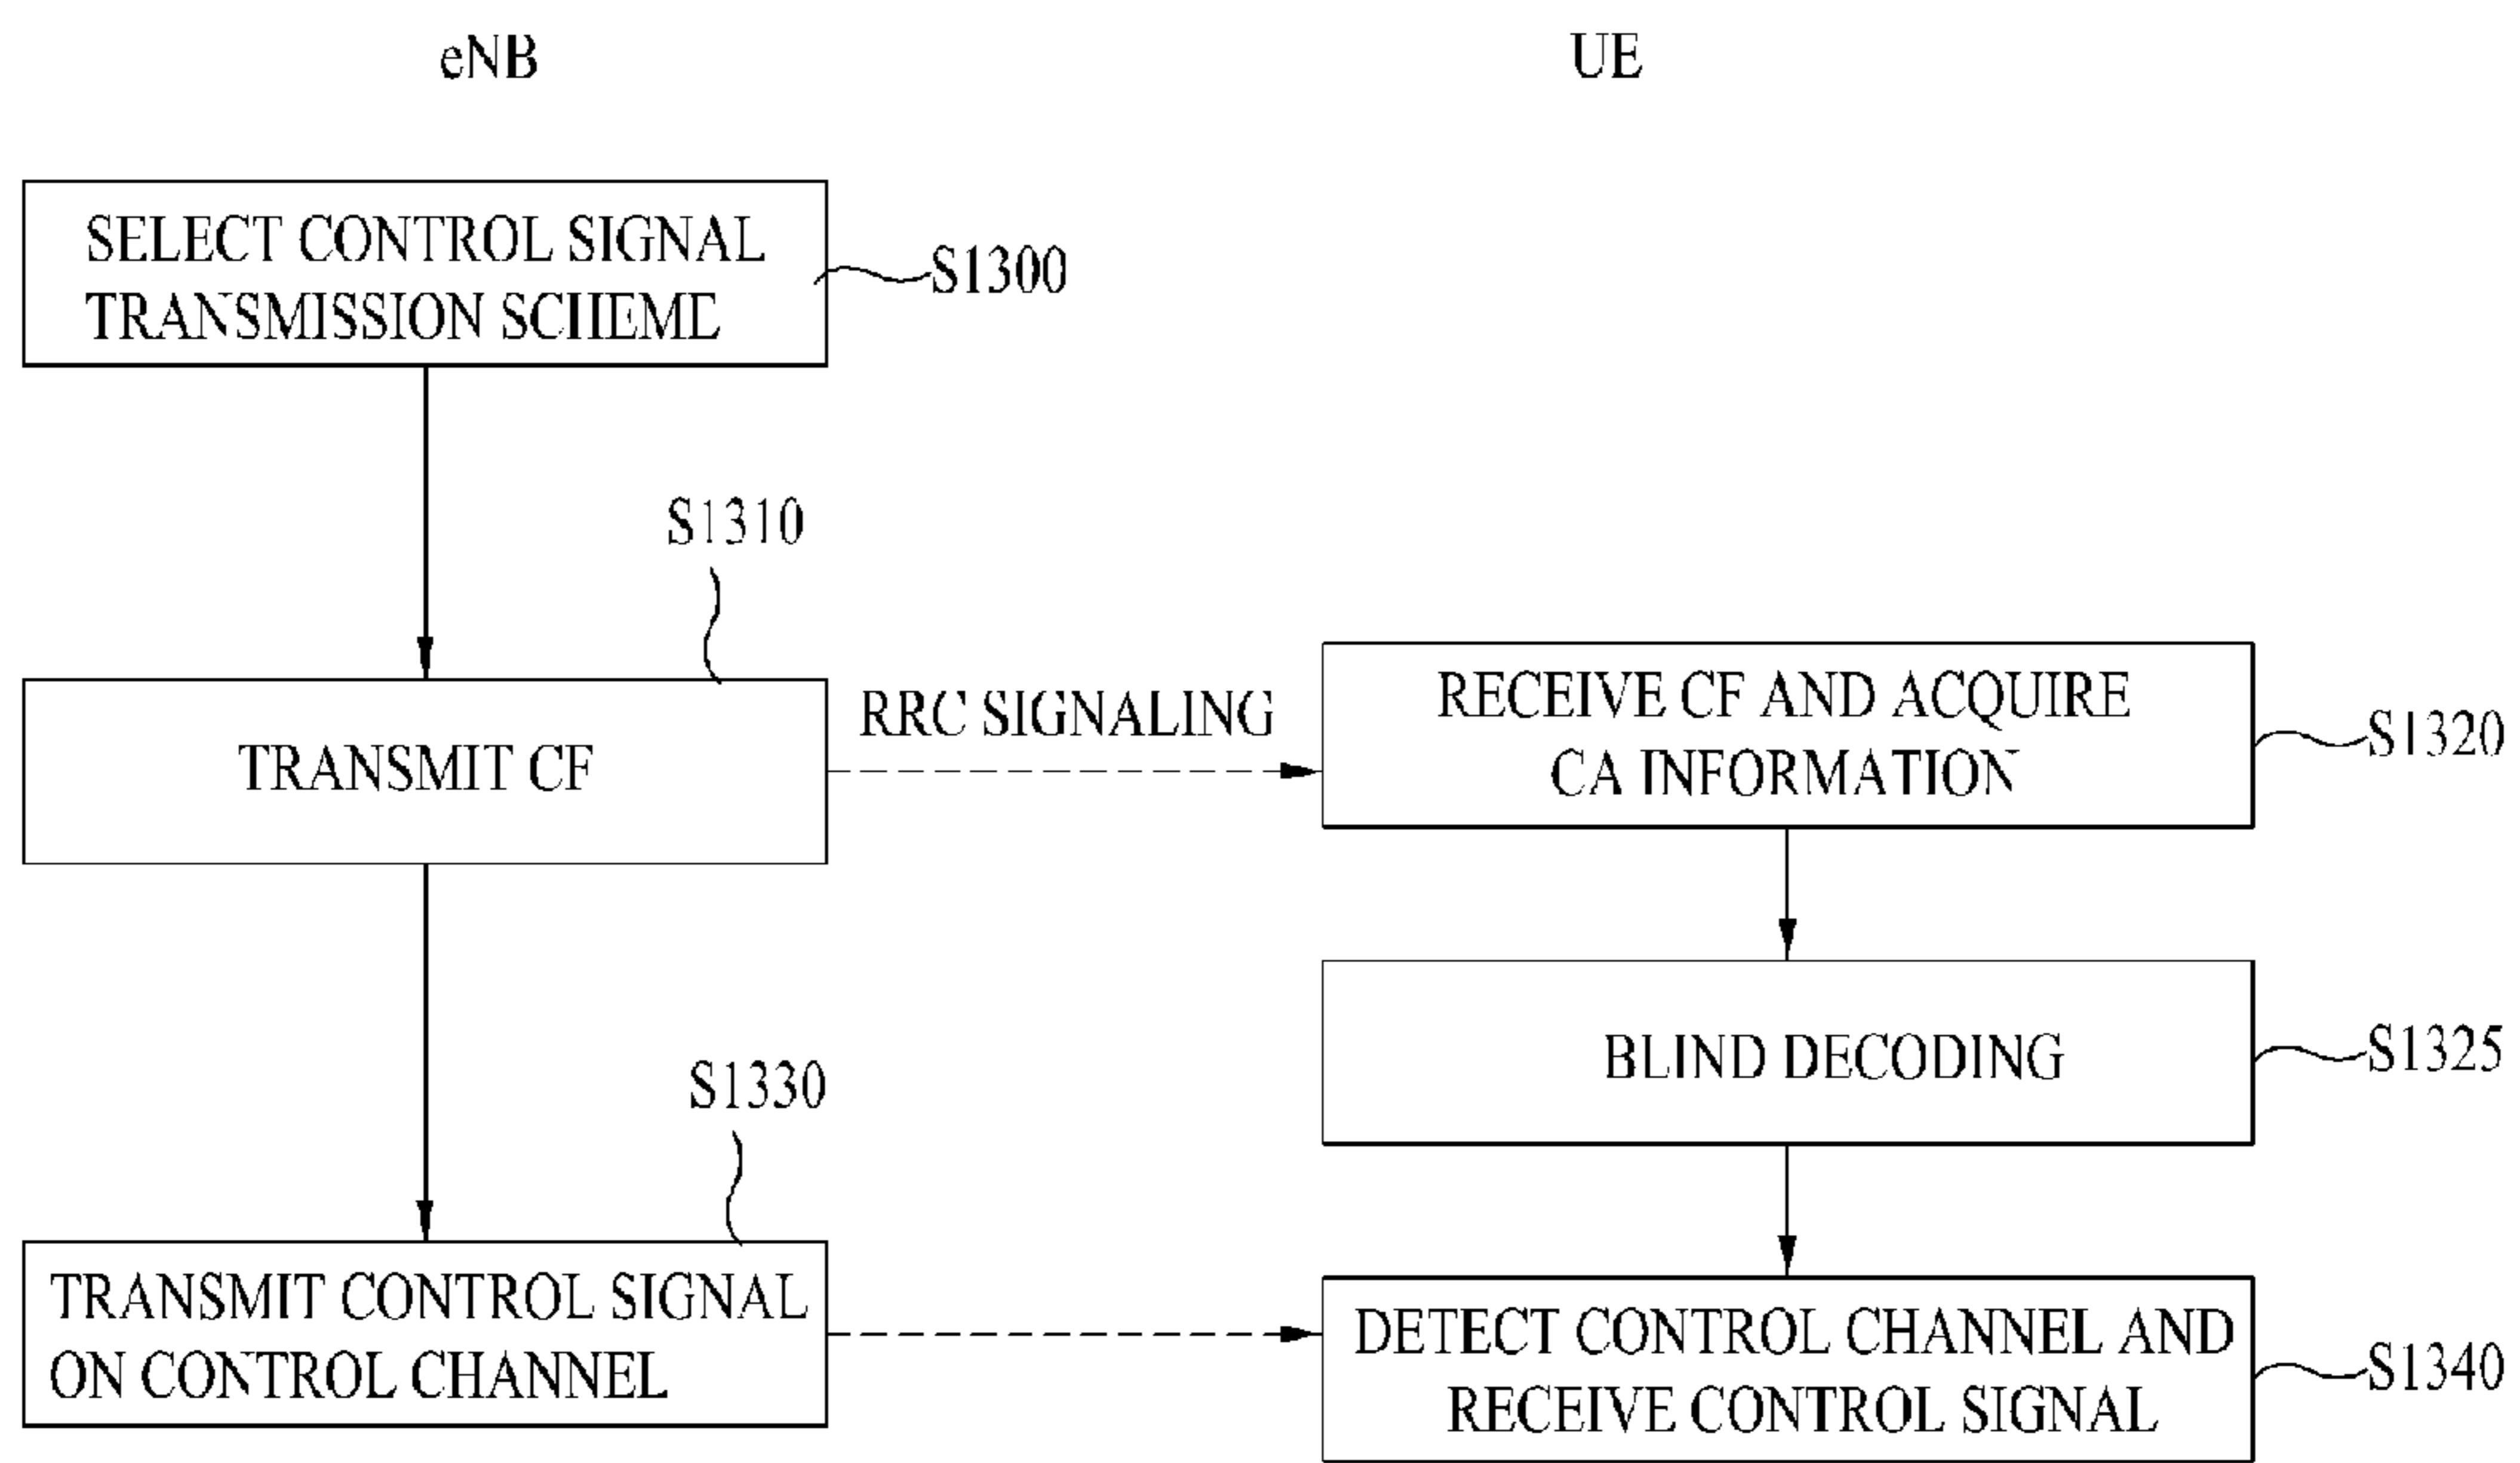 eNB
UE
SELECT CONTROL SIGNAL
TRANSMISSION SCHEME
S1300
S1310
TRANSMIT CF
RRC SIGNALING
RECEIVE CF AND ACQUIRE
CA INFORMATION
S1320
BLIND DECODING
S1325
S1330
TRANSMIT CONTROL SIGNAL
ON CONTROL CHANNEL
DETECT CONTROL CHANNEL AND
RECEIVE CONTROL SIGNAL
S1340